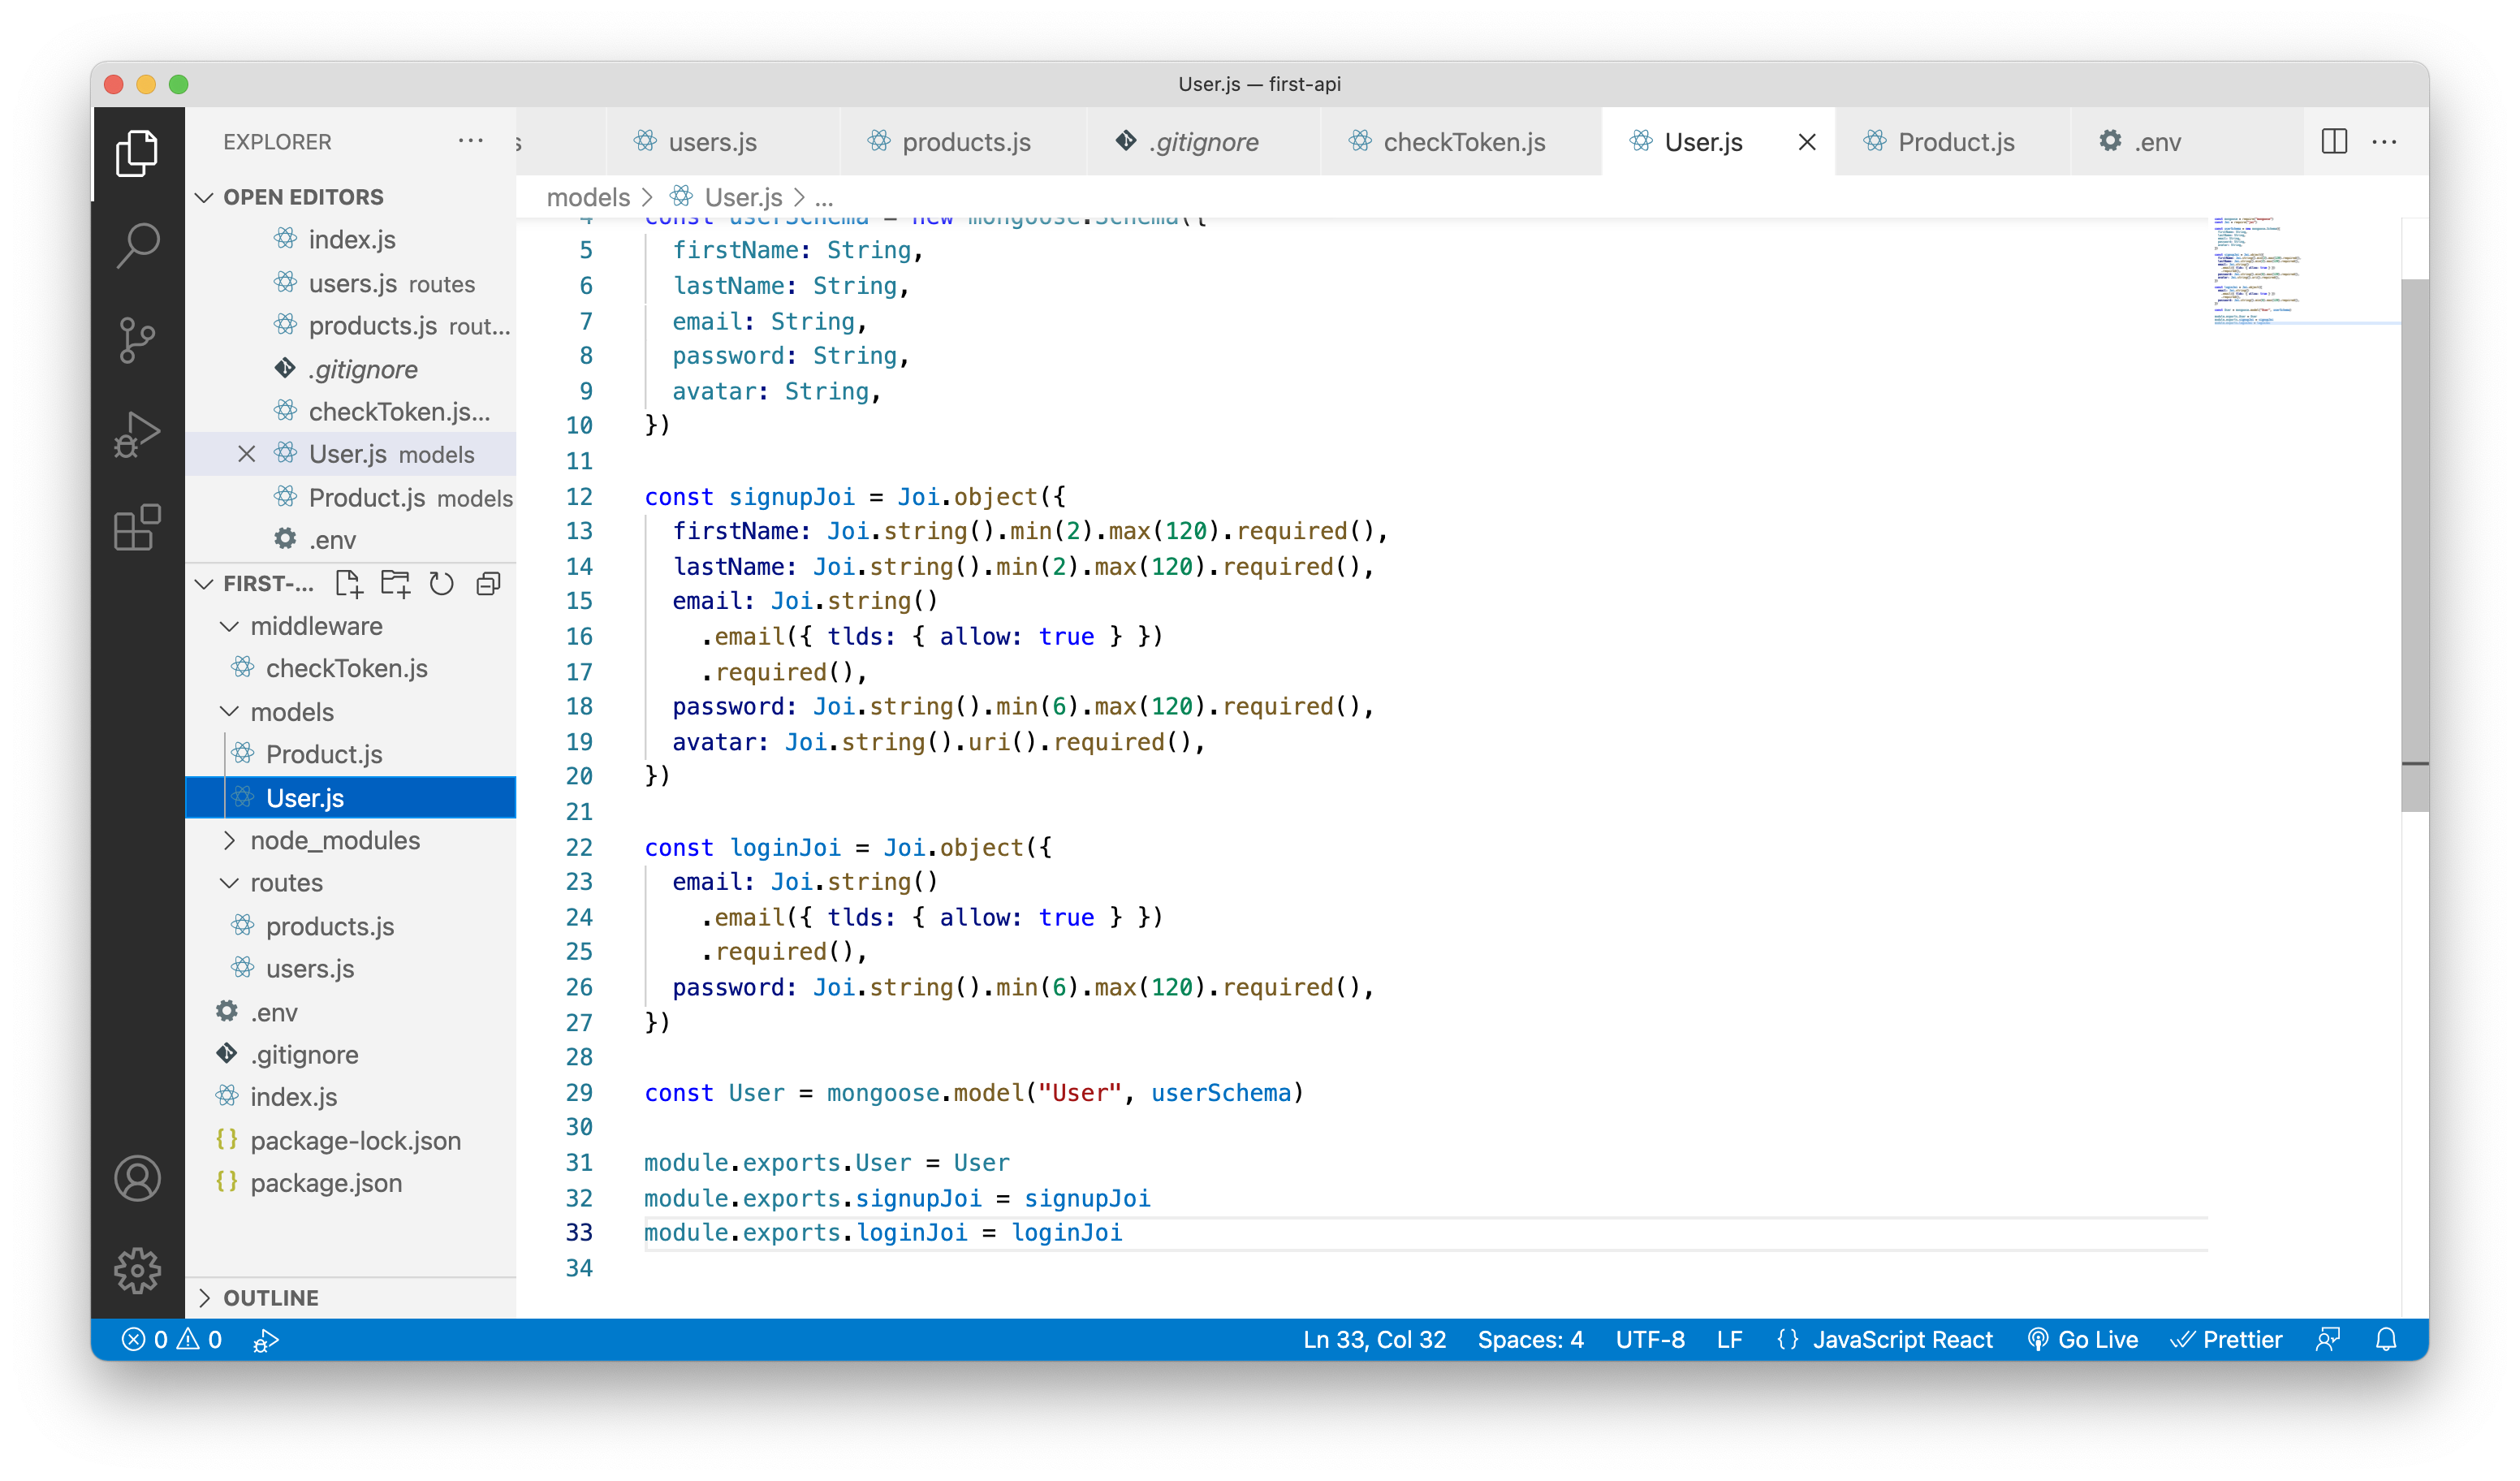 User.js — first-api
EXPLORER ···
s users.js products.js .gitignore checkToken.js User.js Product.js .env ···
models > User.js > ...
OPEN EDITORS
index.js
users.js routes
products.js rout...
.gitignore
checkToken.js...
User.js models
Product.js models
.env
FIRST-...
middleware
checkToken.js
models
Product.js
User.js
node_modules
routes
products.js
users.js
.env
.gitignore
index.js
{} package-lock.json
{} package.json
OUTLINE
4 const userSchema = new mongoose.Schema({
5 firstName: String,
6 lastName: String,
7 email: String,
8 password: String,
9 avatar: String,
10 })
11
12 const signupJoi = Joi.object({
13 firstName: Joi.string().min(2).max(120).required(),
14 lastName: Joi.string().min(2).max(120).required(),
15 email: Joi.string()
16 .email({ tlds: { allow: true } })
17 .required(),
18 password: Joi.string().min(6).max(120).required(),
19 avatar: Joi.string().uri().required(),
20 })
21
22 const loginJoi = Joi.object({
23 email: Joi.string()
24 .email({ tlds: { allow: true } })
25 .required(),
26 password: Joi.string().min(6).max(120).required(),
27 })
28
29 const User = mongoose.model("User", userSchema)
30
31 module.exports.User = User
32 module.exports.signupJoi = signupJoi
33 module.exports.loginJoi = loginJoi
34
0 0 Ln 33, Col 32 Spaces: 4 UTF-8 LF {} JavaScript React Go Live Prettier